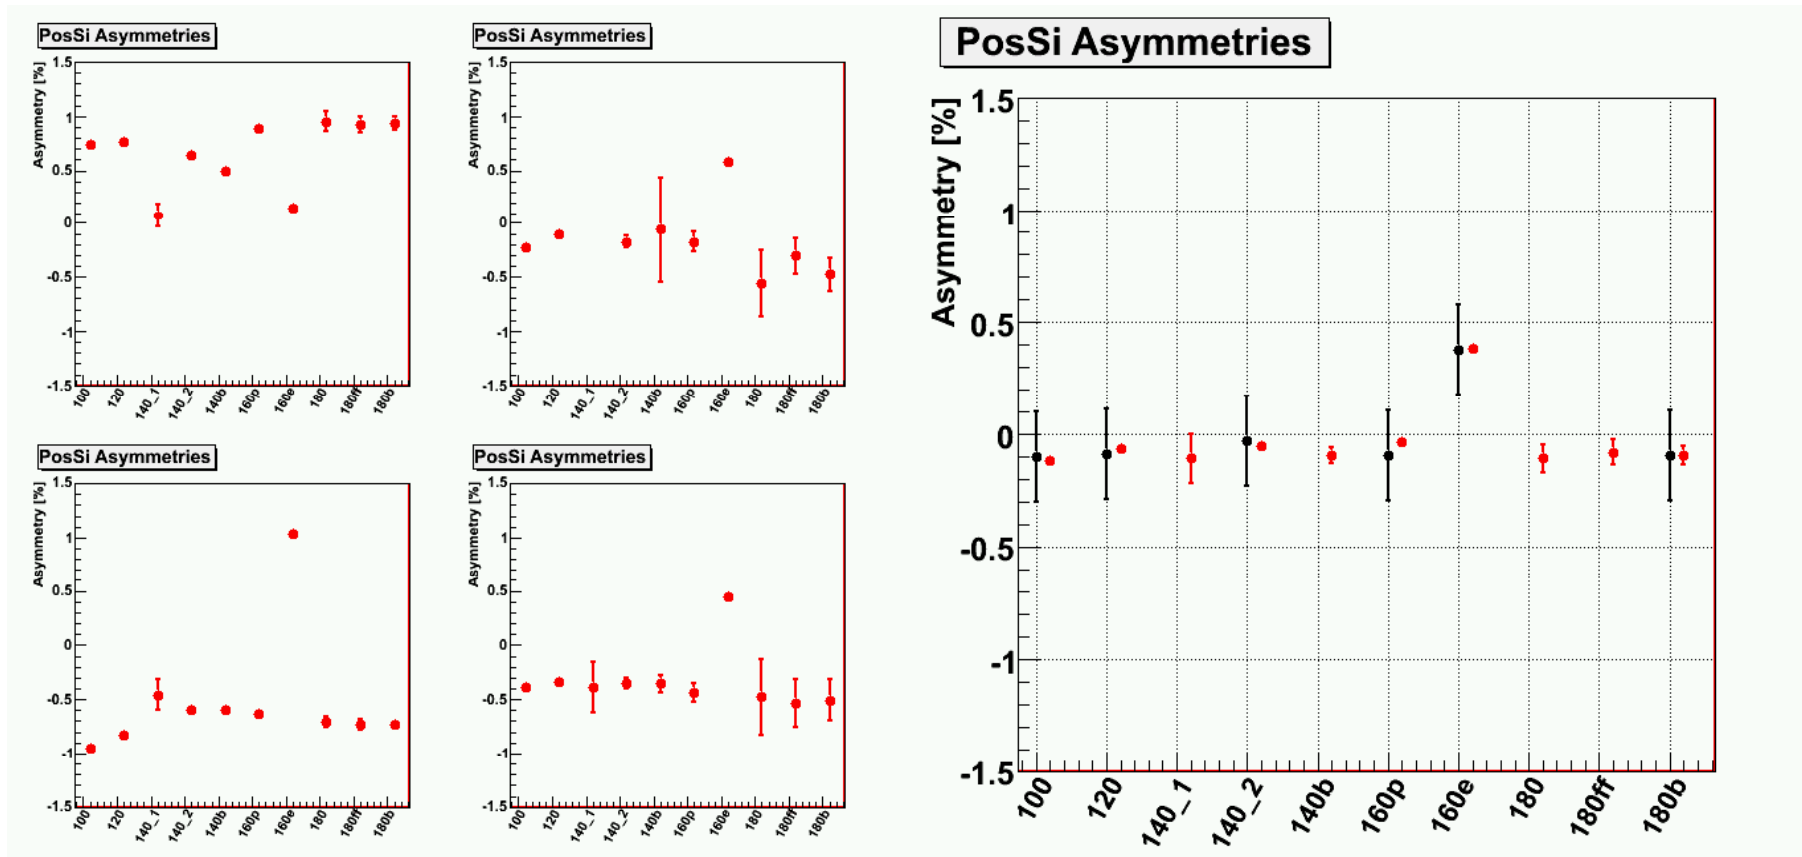 PosSi Asymmetries
Asymmetry [%]
1.5
1
0.5
0
-0.5
-1
-1.5
100
120
140_1
140_2
140b
160p
160e
180
180ff
180b
PosSi Asymmetries
Asymmetry [%]
1.5
1
0.5
0
-0.5
-1
-1.5
100
120
140_1
140_2
140b
160p
160e
180
180ff
180b
PosSi Asymmetries
Asymmetry [%]
1.5
1
0.5
0
-0.5
-1
-1.5
100
120
140_1
140_2
140b
160p
160e
180
180ff
180b
PosSi Asymmetries
Asymmetry [%]
1.5
1
0.5
0
-0.5
-1
-1.5
100
120
140_1
140_2
140b
160p
160e
180
180ff
180b
PosSi Asymmetries
Asymmetry [%]
1.5
1
0.5
0
-0.5
-1
-1.5
100
120
140_1
140_2
140b
160p
160e
180
180ff
180b